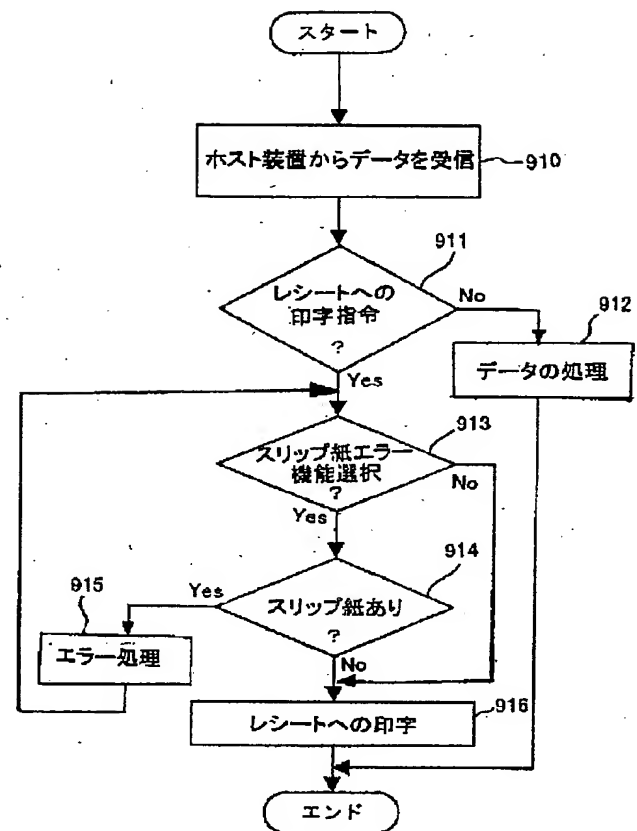 スタート
ホスト装置からデータを受信
910
911
レシートへの
印字指令
?
No
Yes
912
データの処理
913
スリップ紙エラー
機能選択
?
No
Yes
914
スリップ紙あり
?
Yes
No
915
エラー処理
レシートへの印字
916
エンド